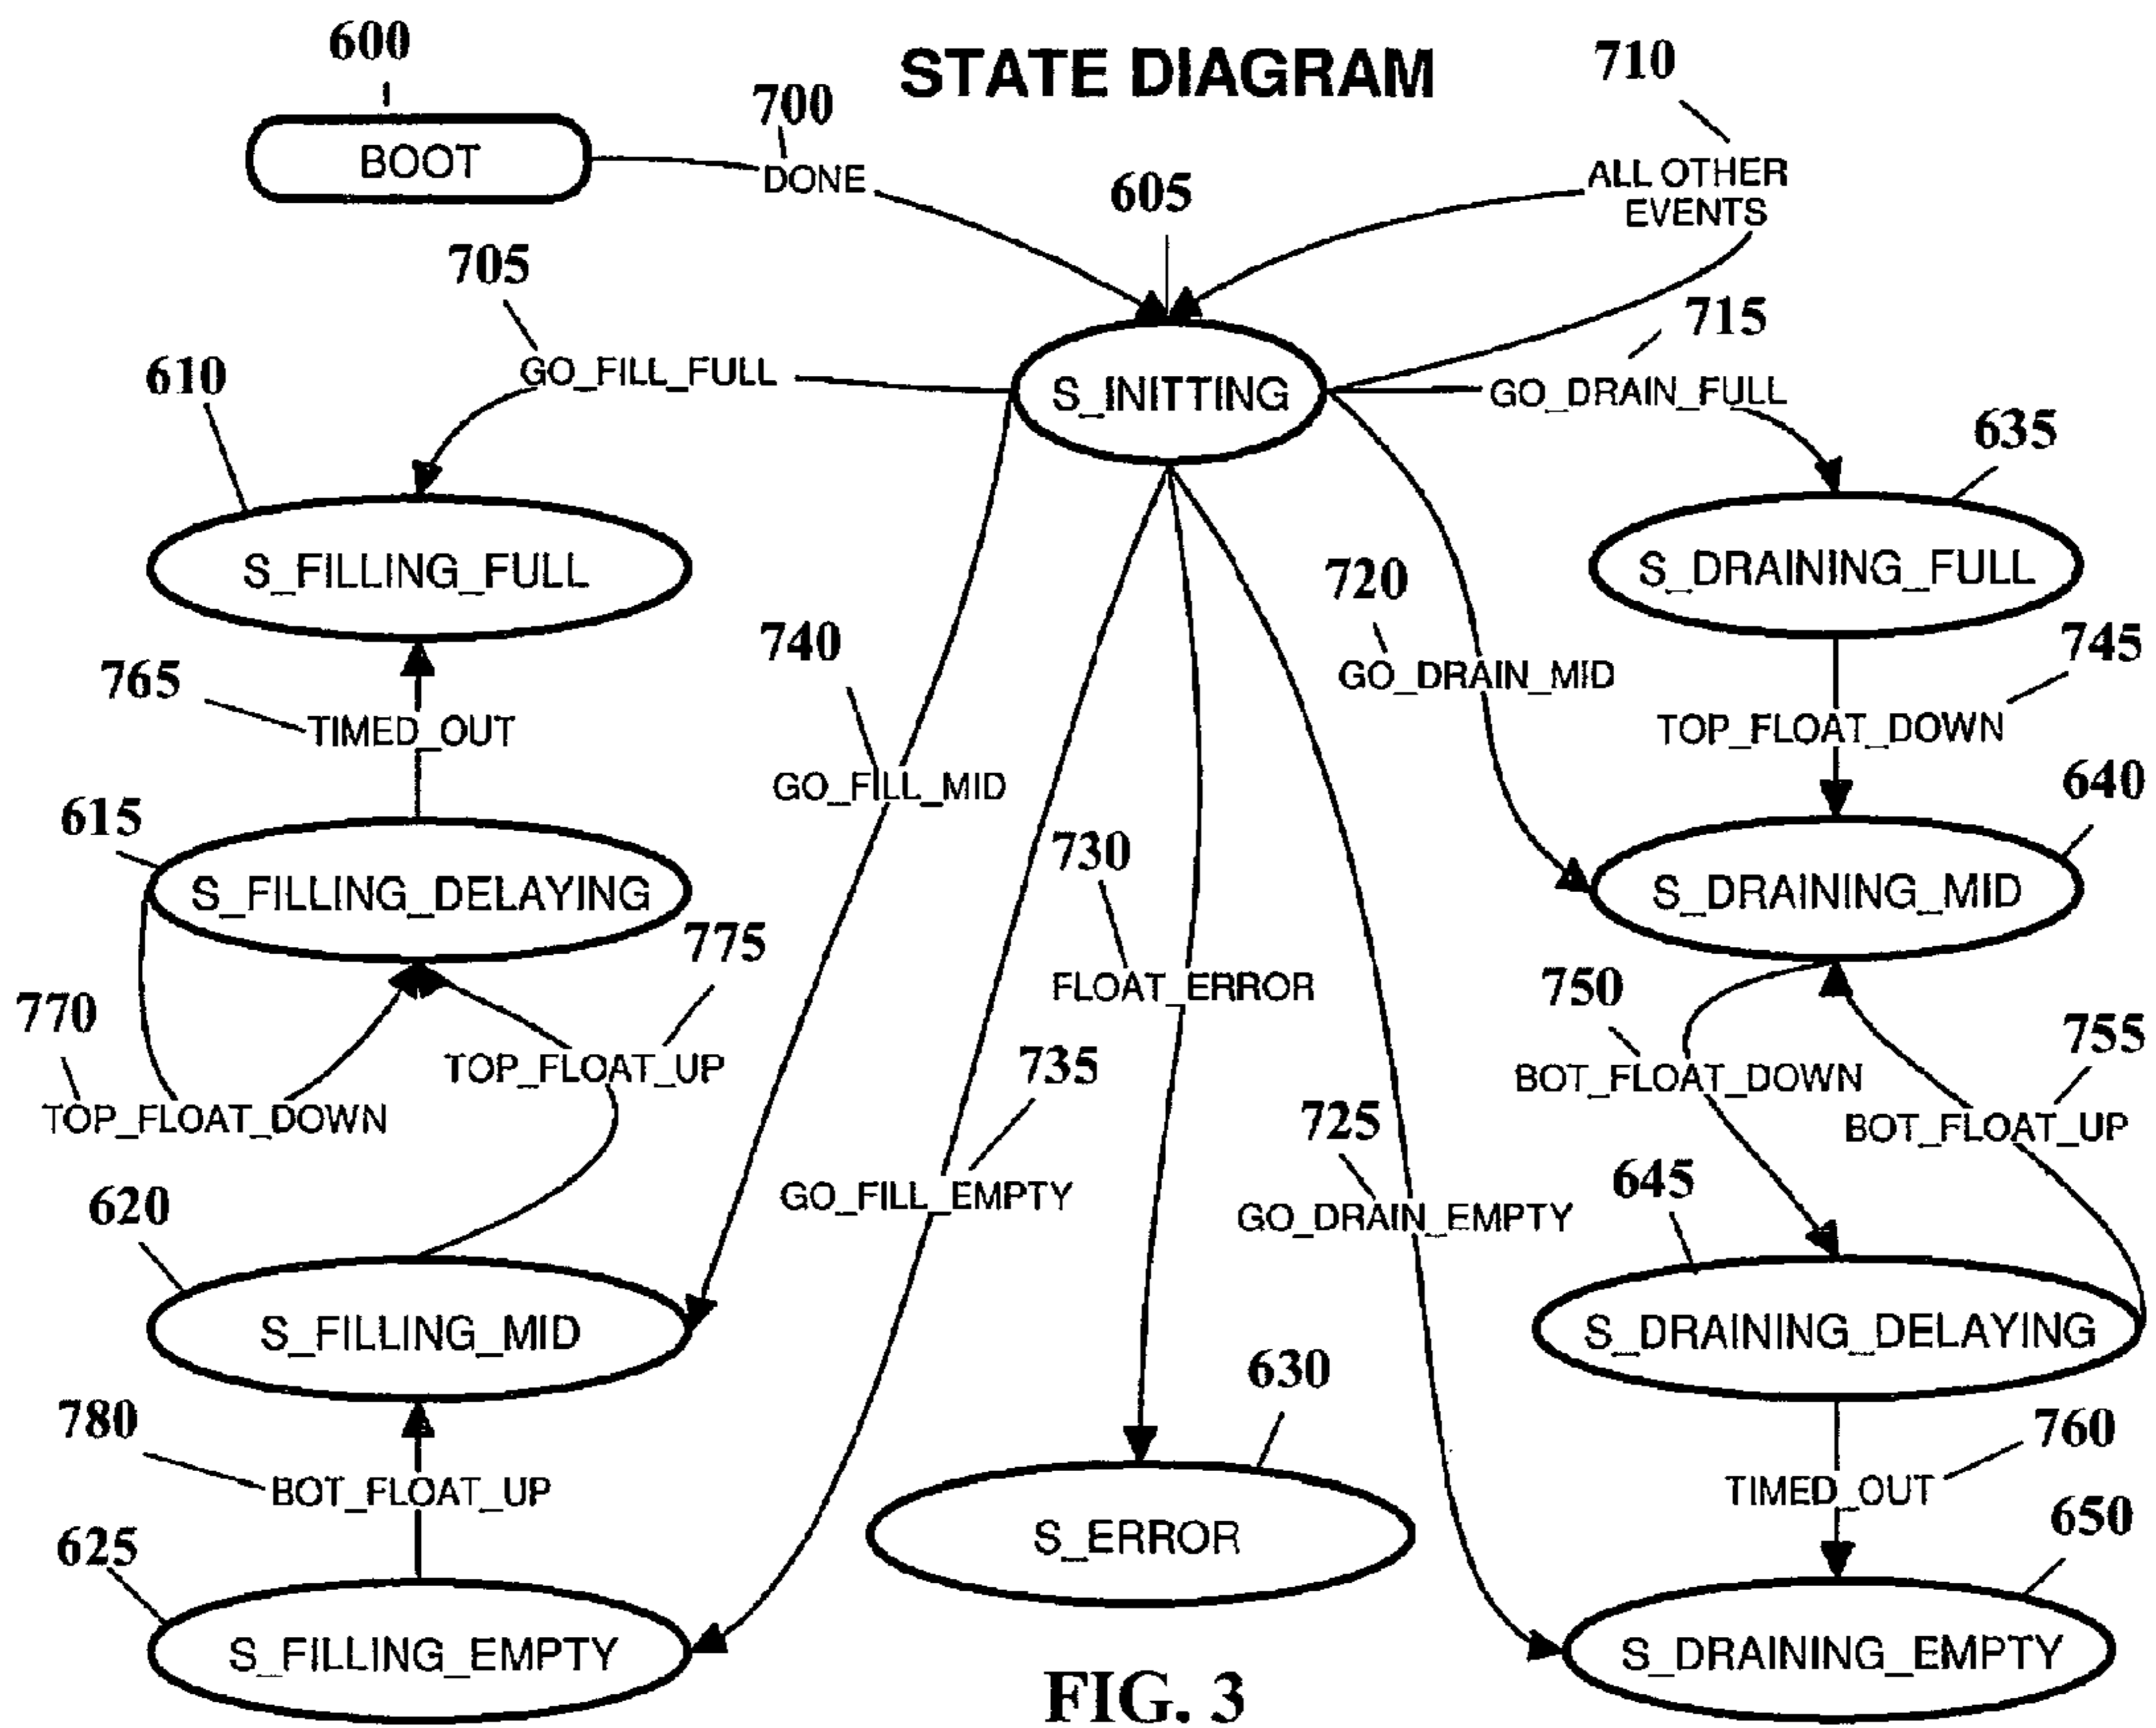 600
STATE DIAGRAM
710
700
BOOT
DONE
605
ALL OTHER
EVENTS
705
715
610
GO_FILL_FULL
S_INITTING
GO_DRAIN_FULL
635
S_FILLING_FULL
720
S_DRAINING_FULL
740
745
765
GO_DRAIN_MID
TIMED_OUT
TOP_FLOAT_DOWN
GO_FILL_MID
640
615
730
S_FILLING_DELAYING
S_DRAINING_MID
775
FLOAT_ERROR
750
770
755
TOP_FLOAT_UP
735
BOT_FLOAT_DOWN
TOP_FLOAT_DOWN
725
BOT_FLOAT_UP
620
GO_FILL_EMPTY
645
GO_DRAIN_EMPTY
S_FILLING_MID
S_DRAINING_DELAYING
630
780
760
BOT_FLOAT_UP
TIMED_OUT
625
S_ERROR
650
S_FILLING_EMPTY
S_DRAINING_EMPTY
FIG. 3